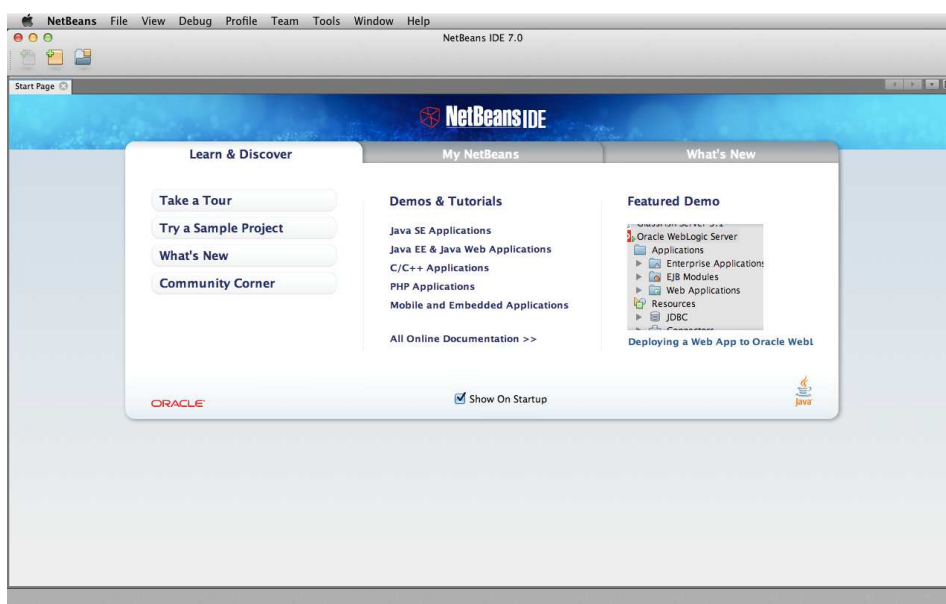 NetBeans File View Debug Profile Team Tools Window Help
NetBeans IDE 7.0
Start Page
NetBeans IDE
Learn & Discover
My NetBeans
What's New
Take a Tour
Try a Sample Project
What's New
Community Corner
Demos & Tutorials
Java SE Applications
Java EE & Java Web Applications
C/C++ Applications
PHP Applications
Mobile and Embedded Applications
All Online Documentation >>
Featured Demo
Oracle WebLogic Server
Applications
Enterprise Applications
EJB Modules
Web Applications
Resources
JDBC
Connectors
Deploying a Web App to Oracle WebL
ORACLE
Show On Startup
Java